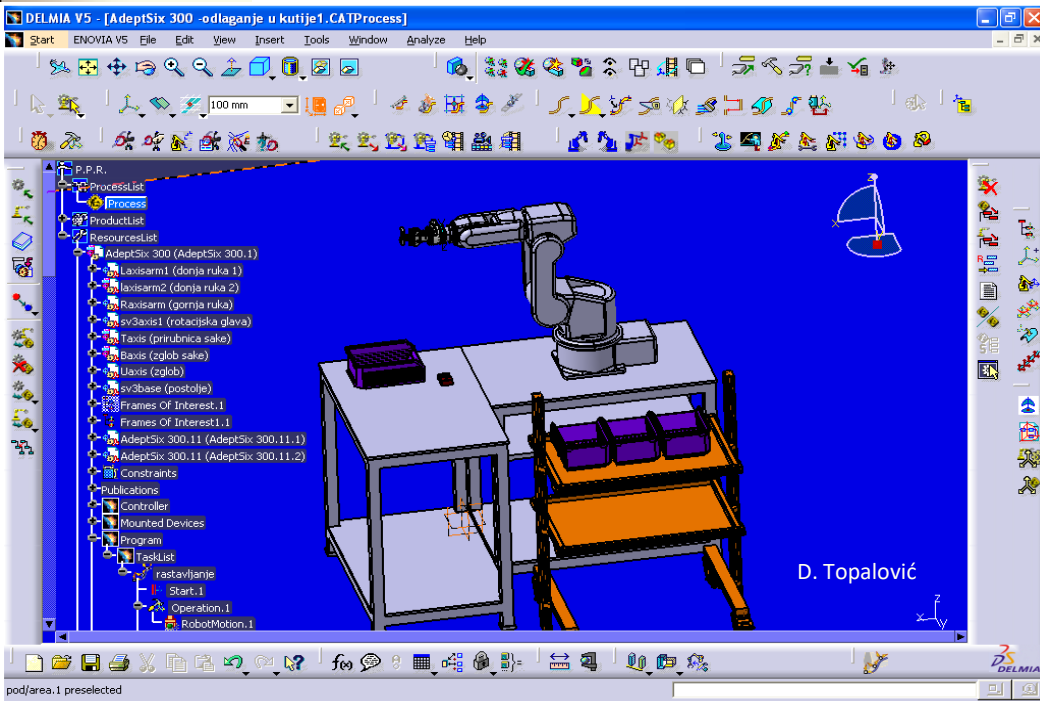 DELMIA V5 - [AdeptSix 300 -odlaganje u kutije1.CATProcess]
Start ENOVIA V5 File Edit View Insert Tools Window Analyze Help
100 mm
P.P.R.
ProcessList
Process
ProductList
ResourcesList
AdeptSix 300 (AdeptSix 300.1)
Laxisarm1 (donja ruka 1)
laxisarm2 (donja ruka 2)
Raxisarm (gornja ruka)
sv3axis1 (rotacijska glava)
Taxis (prirubnica sake)
Baxis (zglob sake)
Uaxis (zglob)
sv3base (postolje)
Frames Of Interest.1
Frames Of Interest1.1
AdeptSix 300.11 (AdeptSix 300.11.1)
AdeptSix 300.11 (AdeptSix 300.11.2)
Constraints
Publications
Controller
Mounted Devices
Program
TaskList
rastavljanje
Start.1
Operation.1
RobotMotion.1
z
x
D. Topalović
z
x
y
f(x)
DELMIA
pod/area.1 preselected